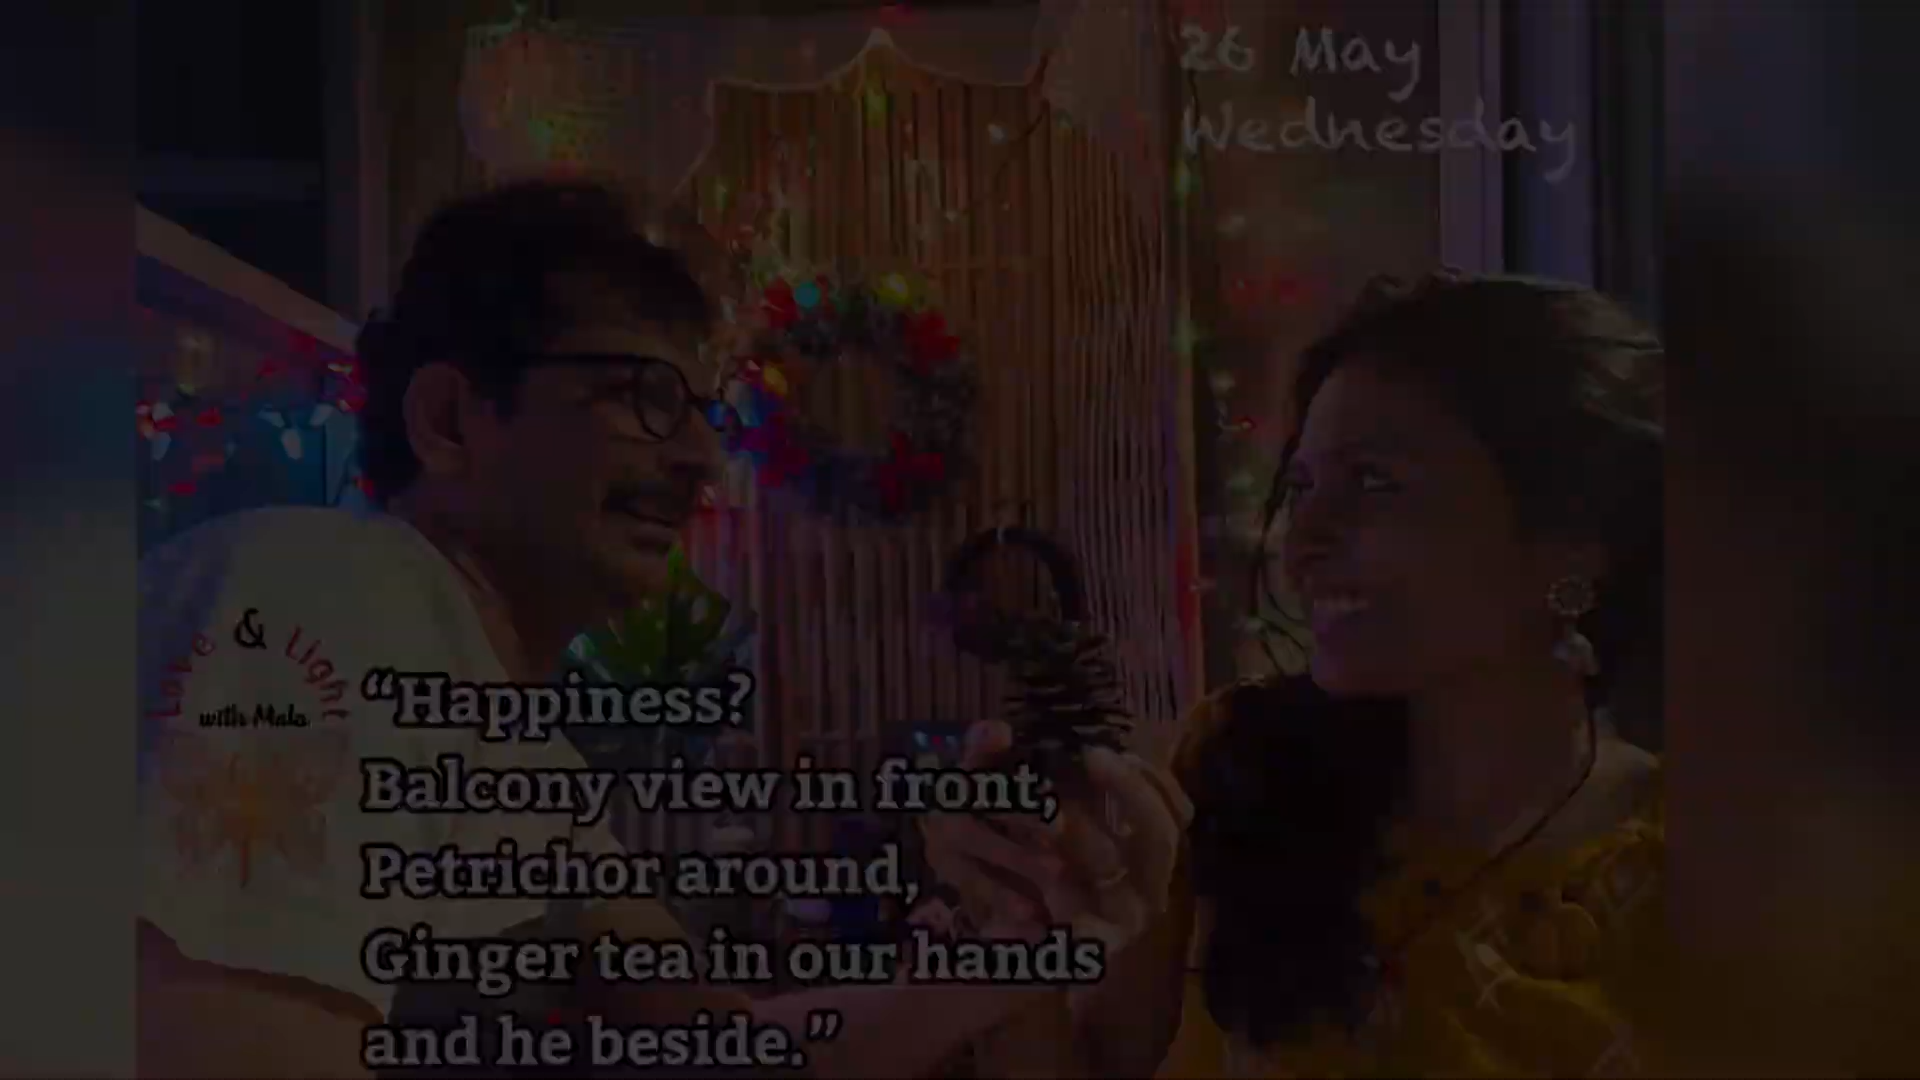 26 May
Wednesday
Love & Light
with Mala
“Happiness?
Balcony view in front,
Petrichor around,
Ginger tea in our hands
and he beside.”